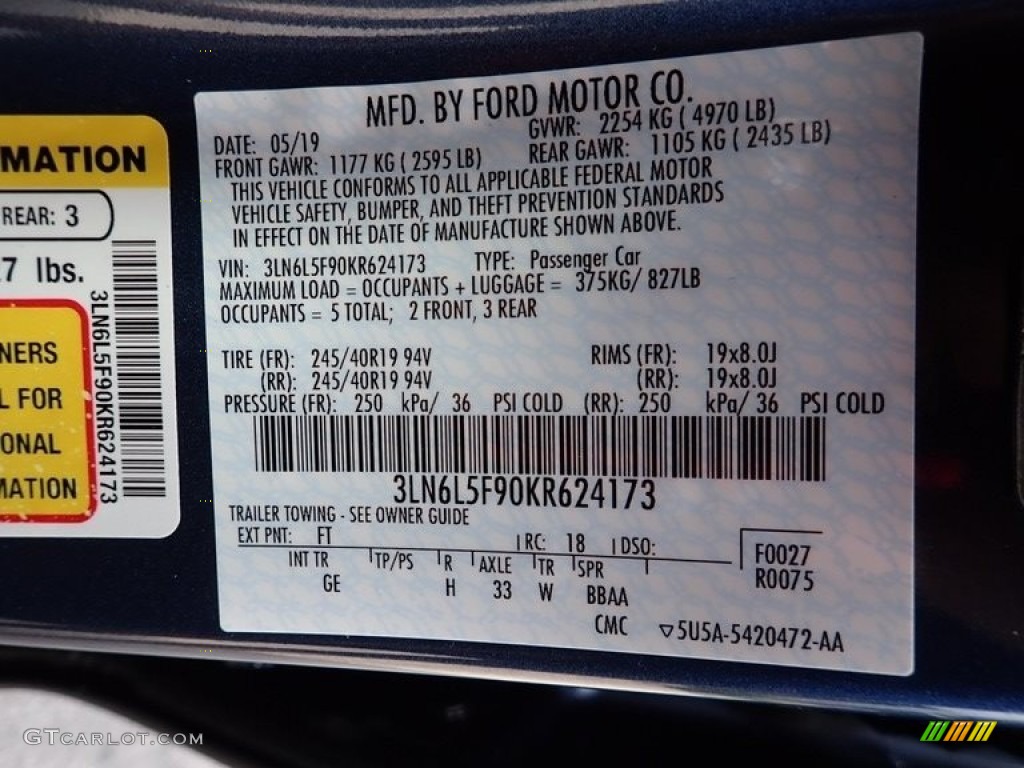 MATION
REAR: 3
7 lbs.
NERS
L FOR
ONAL
MATION
3LN6L5F90KR624173
MFD. BY FORD MOTOR CO.
DATE: 05/19 GVWR: 2254 KG ( 4970 LB)
FRONT GAWR: 1177 KG ( 2595 LB) REAR GAWR: 1105 KG ( 2435 LB)
THIS VEHICLE CONFORMS TO ALL APPLICABLE FEDERAL MOTOR
VEHICLE SAFETY, BUMPER, AND THEFT PREVENTION STANDARDS
IN EFFECT ON THE DATE OF MANUFACTURE SHOWN ABOVE.
VIN: 3LN6L5F90KR624173 TYPE: Passenger Car
MAXIMUM LOAD = OCCUPANTS + LUGGAGE = 375KG/ 827LB
OCCUPANTS = 5 TOTAL; 2 FRONT, 3 REAR
TIRE (FR): 245/40R19 94V RIMS (FR): 19x8.0J
(RR): 245/40R19 94V (RR): 19x8.0J
PRESSURE (FR): 250 kPa/ 36 PSI COLD (RR): 250 kPa/ 36 PSI COLD
3LN6L5F90KR624173
TRAILER TOWING - SEE OWNER GUIDE
EXT PNT: FT RC: 18 DSO:
INT TR TP/PS R AXLE TR SPR
GE H 33 W BBAA
F0027
R0075
CMC ▽5U5A-5420472-AA
GTCARLOT.COM